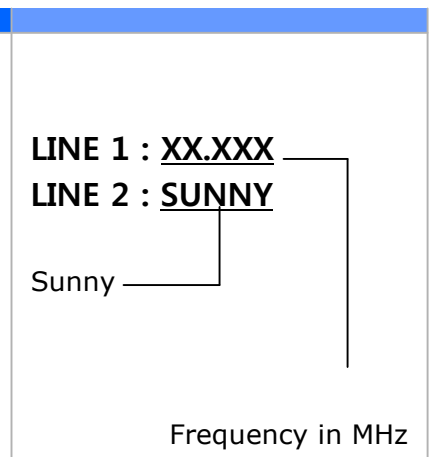 LINE 1 : XX.XXX
LINE 2 : SUNNY
Sunny
Frequency in MHz